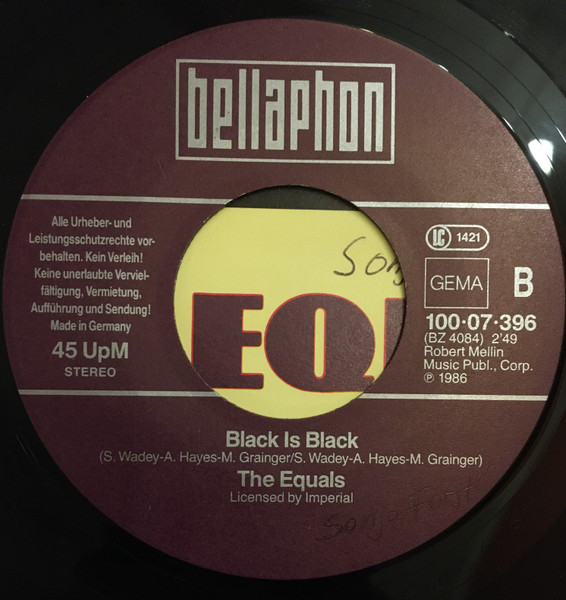 bellaphon
Alle Urheber- und
Leistungsschutzrechte vor-
behalten. Kein Verleih!
Keine unerlaubte Verviel-
fältigung, Vermietung,
Aufführung und Sendung!
Made in Germany
45 UpM
STEREO
LC 1421
GEMA
B
100·07·396
(BZ 4084) 2'49
Robert Mellin
Music Publ., Corp.
℗ 1986
EQ
Black Is Black
(S. Wadey-A. Hayes-M. Grainger/S. Wadey-A. Hayes-M. Grainger)
The Equals
Licensed by Imperial